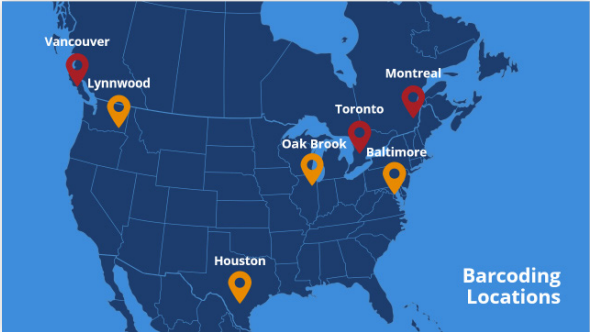 Vancouver
Lynnwood
Montreal
Toronto
Oak Brook
Baltimore
Houston
Barcoding
Locations